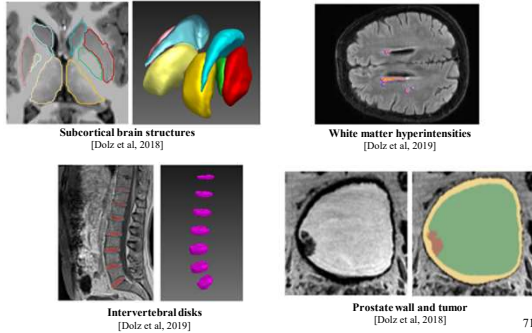 Subcortical brain structures
[Dolz et al, 2018]
White matter hyperintensities
[Dolz et al, 2019]
Intervertebral disks
[Dolz et al, 2019]
Prostate wall and tumor
[Dolz et al, 2018]
71